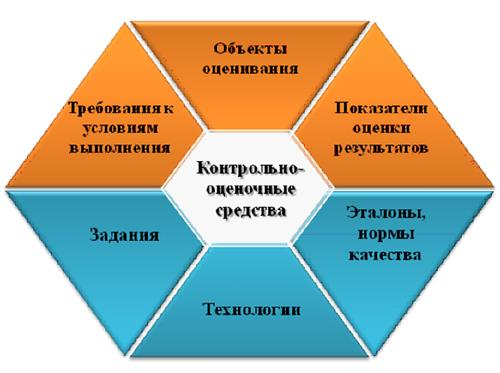 Объекты
оценивания
Требования к
условиям
выполнения
Показатели
оценки
результатов
Контрольно-
оценочные
средства
Задания
Эталоны,
нормы
качества
Технологии